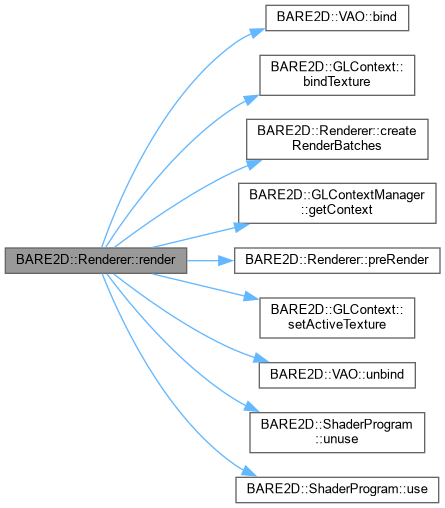 BARE2D::VAO::bind
BARE2D::GLContext::
bindTexture
BARE2D::Renderer::create
RenderBatches
BARE2D::GLContextManager
::getContext
BARE2D::Renderer::render
BARE2D::Renderer::preRender
BARE2D::GLContext::
setActiveTexture
BARE2D::VAO::unbind
BARE2D::ShaderProgram
::unuse
BARE2D::ShaderProgram::use